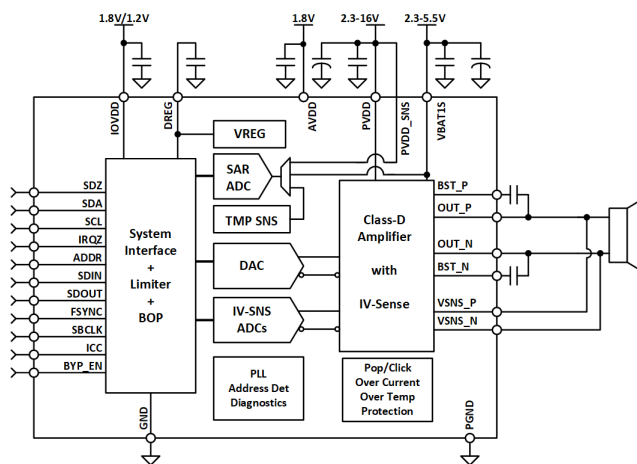 1.8V/1.2V
1.8V
2.3-16V
2.3-5.5V
IOVDD
DREG
AVDD
PVDD
PVDD_SNS
VBAT1S
VREG
SAR
ADC
TMP SNS
System
Interface
+
Limiter
+
BOP
DAC
IV-SNS
ADCs
Class-D
Amplifier
with
IV-Sense
SDZ
SDA
SCL
IRQZ
ADDR
SDIN
SDOUT
FSYNC
SBCLK
ICC
BYP_EN
BST_P
OUT_P
OUT_N
BST_N
VSNS_P
VSNS_N
PLL
Address Det
Diagnostics
Pop/Click
Over Current
Over Temp
Protection
GND
PGND